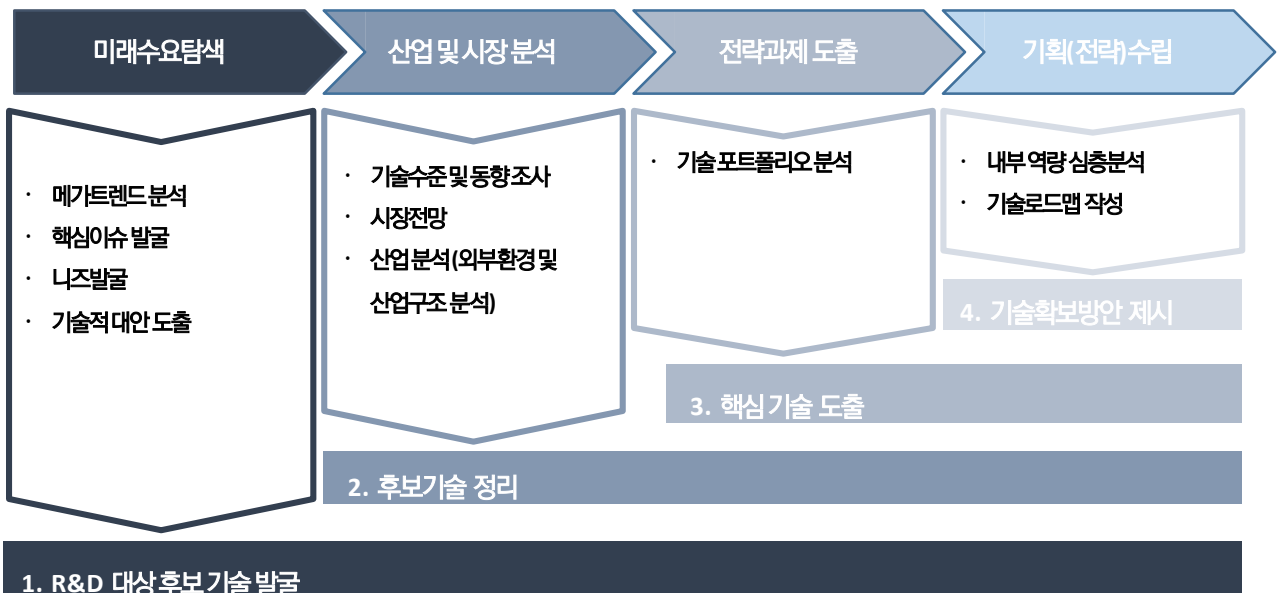 미래수요탐색
산업 및 시장 분석
전략과제 도출
기획(전략)수립
· 메가트렌드 분석
· 핵심이슈 발굴
· 니즈발굴
· 기술적 대안 도출
· 기술수준 및 동향 조사
· 시장전망
· 산업 분석(외부환경 및
산업구조 분석)
· 기술 포트폴리오 분석
· 내부 역량 심층분석
· 기술로드맵 작성
4. 기술확보방안 제시
3. 핵심 기술 도출
2. 후보기술 정리
1. R&D 대상 후보 기술 발굴